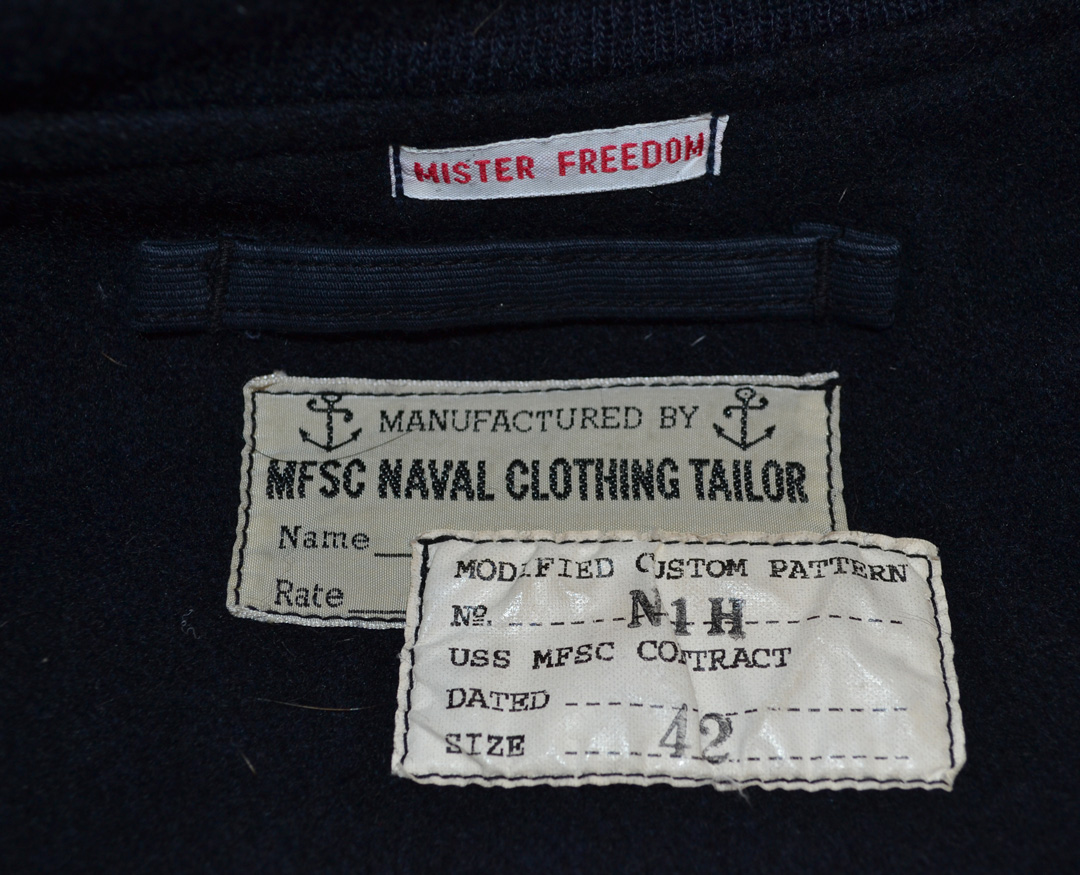 MISTER FREEDOM
MANUFACTURED BY
MFSC NAVAL CLOTHING TAILOR
Name
Rate
MODIFIED CUSTOM PATTERN
Nº. N1H
USS MFSC CONTRACT
DATED
SIZE 42